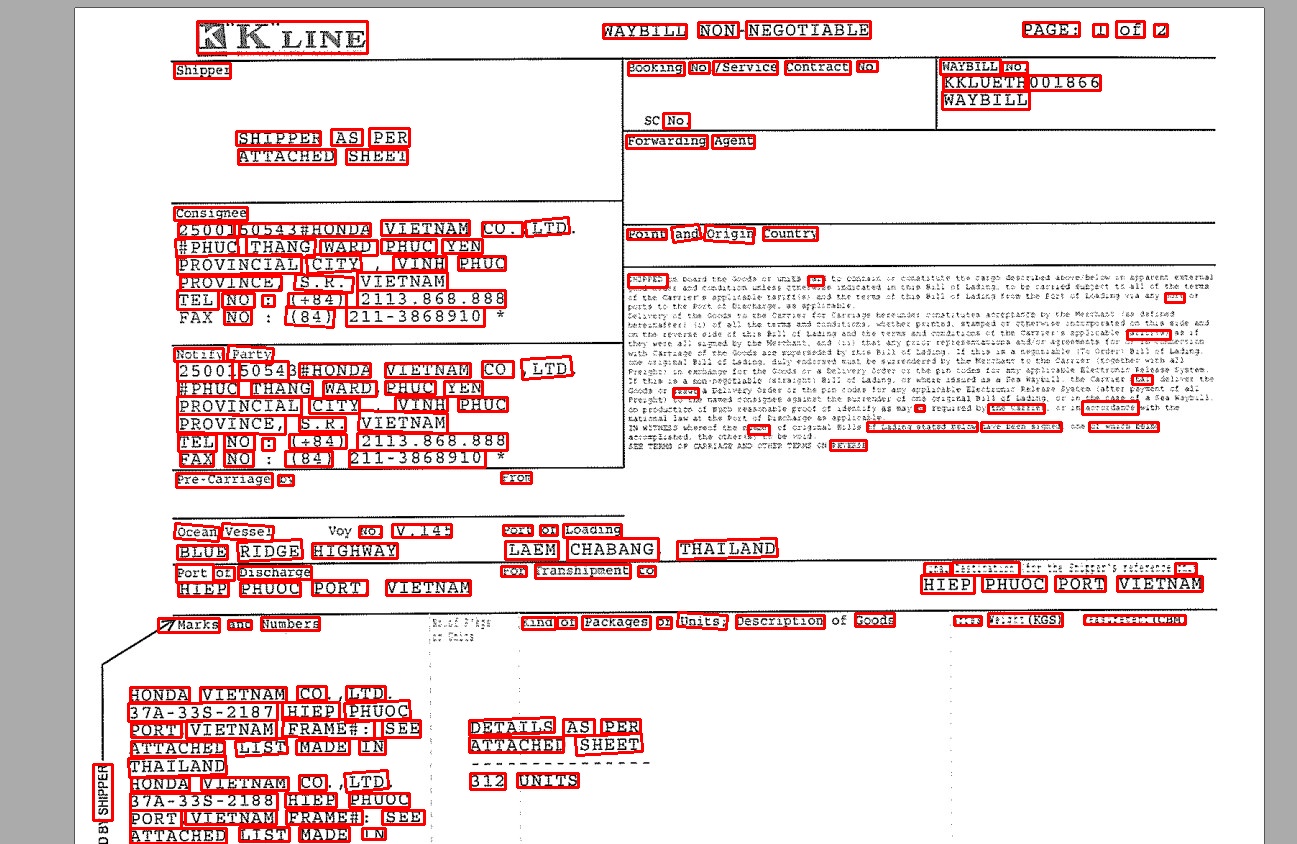 "K" LINE
WAYBILL NON-NEGOTIABLE
PAGE: 1 of 2
Shipper
SHIPPER AS PER
ATTACHED SHEET
Booking No /Service Contract No
SC No.
WAYBILL No.
KKLUETH001866
WAYBILL
Forwarding Agent
Consignee
2500150543#HONDA VIETNAM CO.,LTD.
#PHUC THANG WARD PHUC YEN
PROVINCIAL CITY , VINH PHUC
PROVINCE, S.R. VIETNAM
TEL NO : (+84) 2113.868.888
FAX NO : (84) 211-3868910 *
Point and Origin Country
Notify Party
2500150543#HONDA VIETNAM CO.,LTD.
#PHUC THANG WARD PHUC YEN
PROVINCIAL CITY , VINH PHUC
PROVINCE, S.R. VIETNAM
TEL NO : (+84) 2113.868.888
FAX NO : (84) 211-3868910 *
SHIPPED on board the Goods or units to contain or constitute the cargo described above/below in apparent external
order and condition unless otherwise indicated in this Bill of Lading, to be carried subject to all of the terms
of the Carrier's applicable tariff(s) and the terms of this Bill of Lading from the Port of Loading via any port or
ports to the Port of Discharge, as applicable.
Delivery of the Goods to the Carrier for Carriage hereunder constitutes acceptance by the Merchant (as defined
hereinafter) (i) of all the terms and conditions, whether printed, stamped or otherwise incorporated on this side and
on the reverse side of this Bill of Lading and the terms and conditions of the Carrier's applicable tariff(s) as if
they were all signed by the Merchant, and (ii) that any prior representations and/or agreements for or in connection
with Carriage of the Goods are superseded by this Bill of Lading. If this is a negotiable (To Order) Bill of Lading,
one original Bill of Lading, duly endorsed must be surrendered by the Merchant to the Carrier (together with all
Freight) in exchange for the Goods or a Delivery Order or the pin codes for any applicable Electronic Release System.
If this is a non-negotiable (straight) Bill of Lading, or where issued as a Sea Waybill, the Carrier deliver the
Goods or a Delivery Order or the pin codes for any applicable Electronic Release System (after payment of all
Freight) to the named consignee against the surrender of one original Bill of Lading, or in the case of a Sea Waybill,
on production of such reasonable proof of identify as may be required by the Carrier, or in accordance with the
national law at the Port of Discharge as applicable.
IN WITNESS whereof the number of original Bills of Lading stated below have been signed, one of which being
accomplished, the other(s) to be void.
SEE TERMS OF CARRIAGE AND OTHER TERMS ON REVERSE
Pre-Carriage by From
Ocean Vessel Voy No. V.145 Port of Loading
BLUE RIDGE HIGHWAY LAEM CHABANG, THAILAND
Port of Discharge For Transhipment to Final Destination (for the Shipper's reference
HIEP PHUOC PORT, VIETNAM HIEP PHUOC PORT, VIETNAM
Marks and Numbers
No.of P'kgs
or Units
Kind of Packages or Units; Description of Goods
Gross Weight (KGS)
Measurement (CBM)
HONDA VIETNAM CO.,LTD.
37A-33S-2187 HIEP PHUOC
PORT, VIETNAM FRAME#: SEE
ATTACHED LIST MADE IN
THAILAND
HONDA VIETNAM CO.,LTD.
37A-33S-2188 HIEP PHUOC
PORT, VIETNAM FRAME#: SEE
ATTACHED LIST MADE IN
DETAILS AS PER
ATTACHED SHEET
--------------------
312 UNITS
D BY SHIPPER